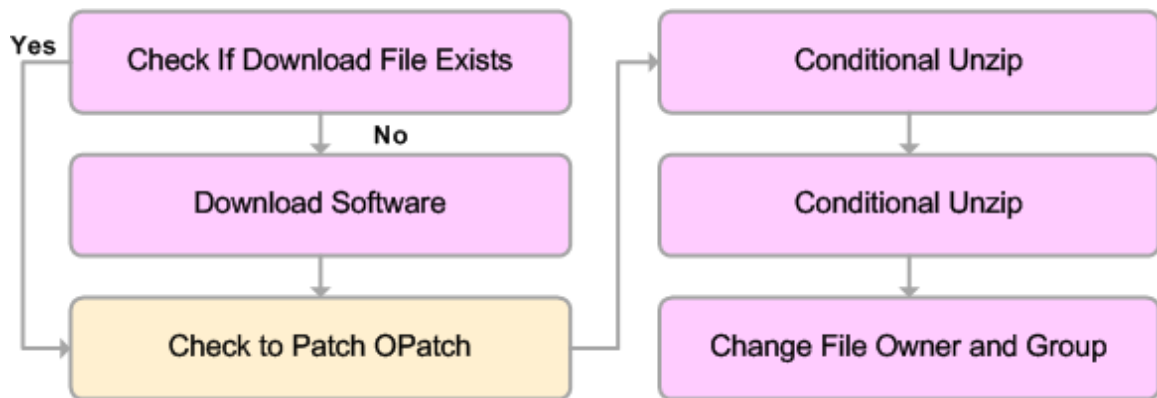 Yes
Check If Download File Exists
No
Download Software
Check to Patch OPatch
Conditional Unzip
Conditional Unzip
Change File Owner and Group